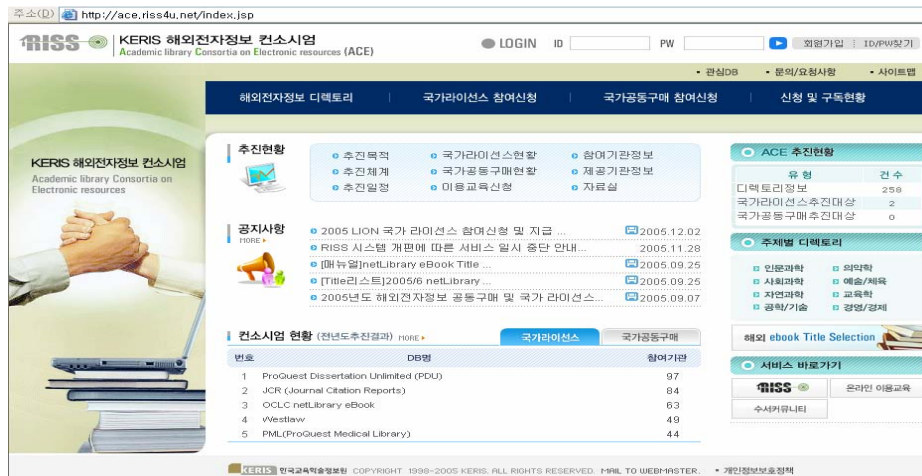 주소(D) http://ace.riss4u.net/index.jsp
RISS KERIS 해외전자정보 컨소시엄
Academic library Consortia on Electronic resources (ACE)
LOGIN ID PW 회원가입 ID/PW찾기
관심DB 문의/요청사항 사이트맵
해외전자정보 디렉토리 국가라이선스 참여신청 국가공동구매 참여신청 신청 및 구독현황
KERIS 해외전자정보 컨소시엄
Academic library Consortia on
Electronic resources
추진현황
추진목적 국가라이선스현황 참여기관정보
추진체계 국가공동구매현황 제공기관정보
추진일정 이용교육신청 자료실
공지사항
MORE
2005 LION 국가 라이선스 참여신청 및 지급 ... 2005.12.02
RISS 시스템 개편에 따른 서비스 일시 중단 안내... 2005.11.28
[매뉴얼]netLibrary eBook Title ... 2005.09.25
[Title리스트]2005/6 netLibrary ... 2005.09.25
2005년도 해외전자정보 공동구매 및 국가 라이선스... 2005.09.07
컨소시엄 현황 (전년도추진결과) MORE 국가라이선스 국가공동구매
번호 DB명 참여기관
1 ProQuest Dissertation Unlimited (PDU) 97
2 JCR (Journal Citation Reports) 84
3 OCLC netLibrary eBook 63
4 Westlaw 49
5 PML(ProQuest Medical Library) 44
ACE 추진현황
유형 건수
디렉토리정보 258
국가라이선스추진대상 2
국가공동구매추진대상 0
주제별 디렉토리
인문과학 의약학
사회과학 예술/체육
자연과학 교육학
공학/기술 경영/경제
해외 ebook Title Selection
서비스 바로가기
RISS 온라인 이용교육
수서커뮤니티
KERIS 한국교육학술정보원 COPYRIGHT 1998-2005 KERIS. ALL RIGHTS RESERVED. MAIL TO WEBMASTER. 개인정보보호정책